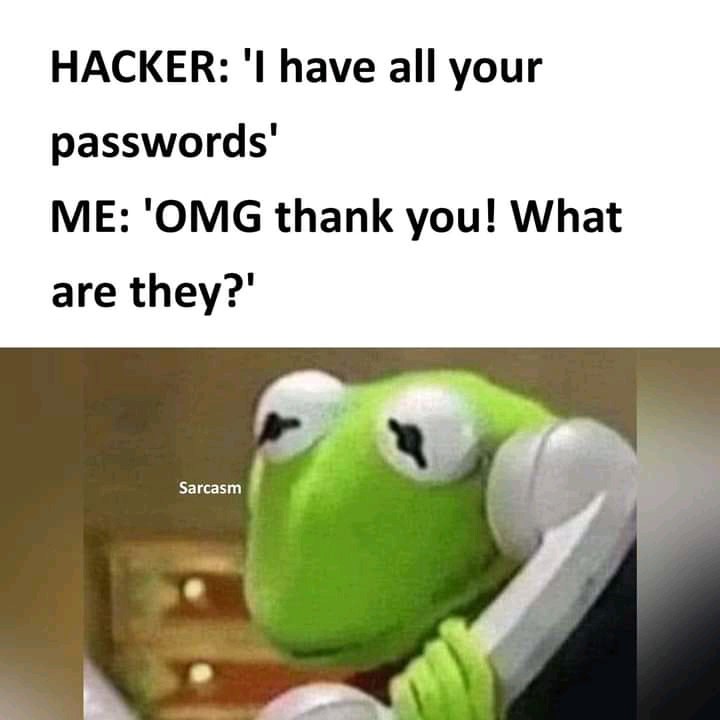 HACKER: 'I have all your
passwords'
ME: 'OMG thank you! What
are they?'
Sarcasm